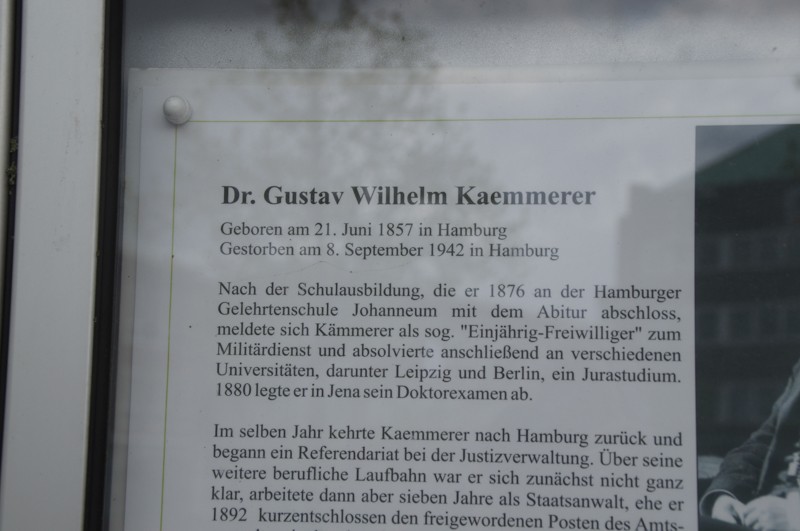 Dr. Gustav Wilhelm Kaemmerer
Geboren am 21. Juni 1857 in Hamburg
Gestorben am 8. September 1942 in Hamburg
Nach der Schulausbildung, die er 1876 an der Hamburger
Gelehrtenschule Johanneum mit dem Abitur abschloss,
meldete sich Kämmerer als sog. "Einjährig-Freiwilliger" zum
Militärdienst und absolvierte anschließend an verschiedenen
Universitäten, darunter Leipzig und Berlin, ein Jurastudium.
1880 legte er in Jena sein Doktorexamen ab.
Im selben Jahr kehrte Kaemmerer nach Hamburg zurück und
begann ein Referendariat bei der Justizverwaltung. Über seine
weitere berufliche Laufbahn war er sich zunächst nicht ganz
klar, arbeitete dann aber sieben Jahre als Staatsanwalt, ehe er
1892 kurzentschlossen den freigewordenen Posten des Amts-